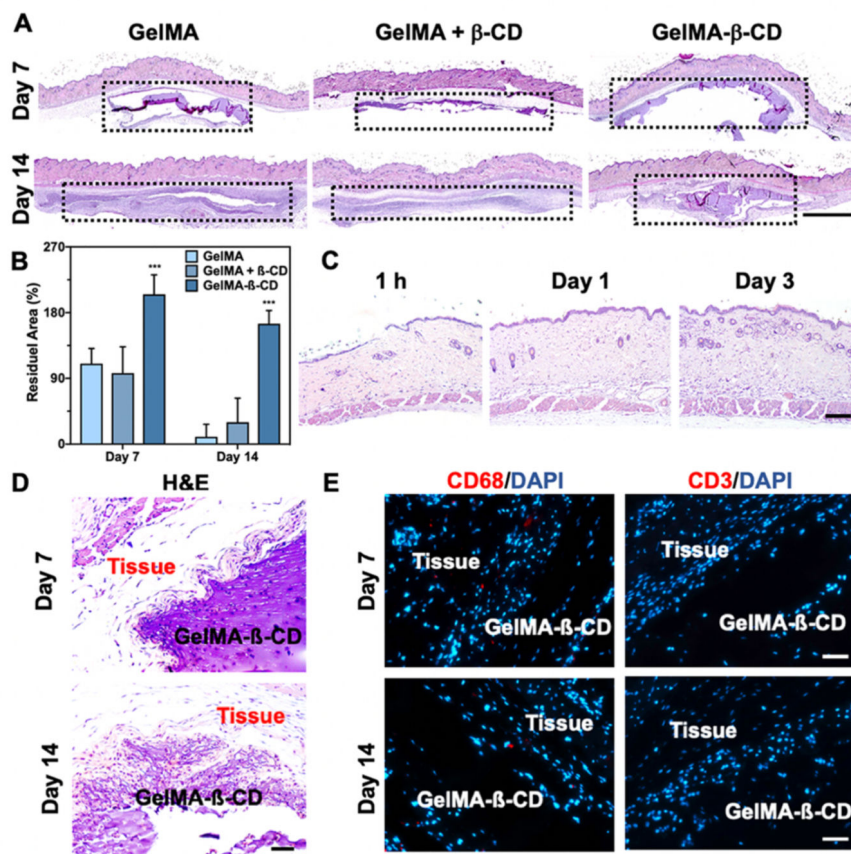 A
GelMA
GelMA + β-CD
GelMA-β-CD
Day 7
Day 14
B
Residuel Area (%)
270
180
90
0
GelMA
GelMA + ß-CD
GelMA-ß-CD
***
***
Day 7
Day 14
C
1 h
Day 1
Day 3
D
H&E
Day 7
Tissue
GelMA-ß-CD
Day 14
Tissue
GelMA-ß-CD
E
CD68/DAPI
CD3/DAPI
Day 7
Tissue
GelMA-ß-CD
Tissue
GelMA-ß-CD
Day 14
Tissue
GelMA-ß-CD
Tissue
GelMA-ß-CD